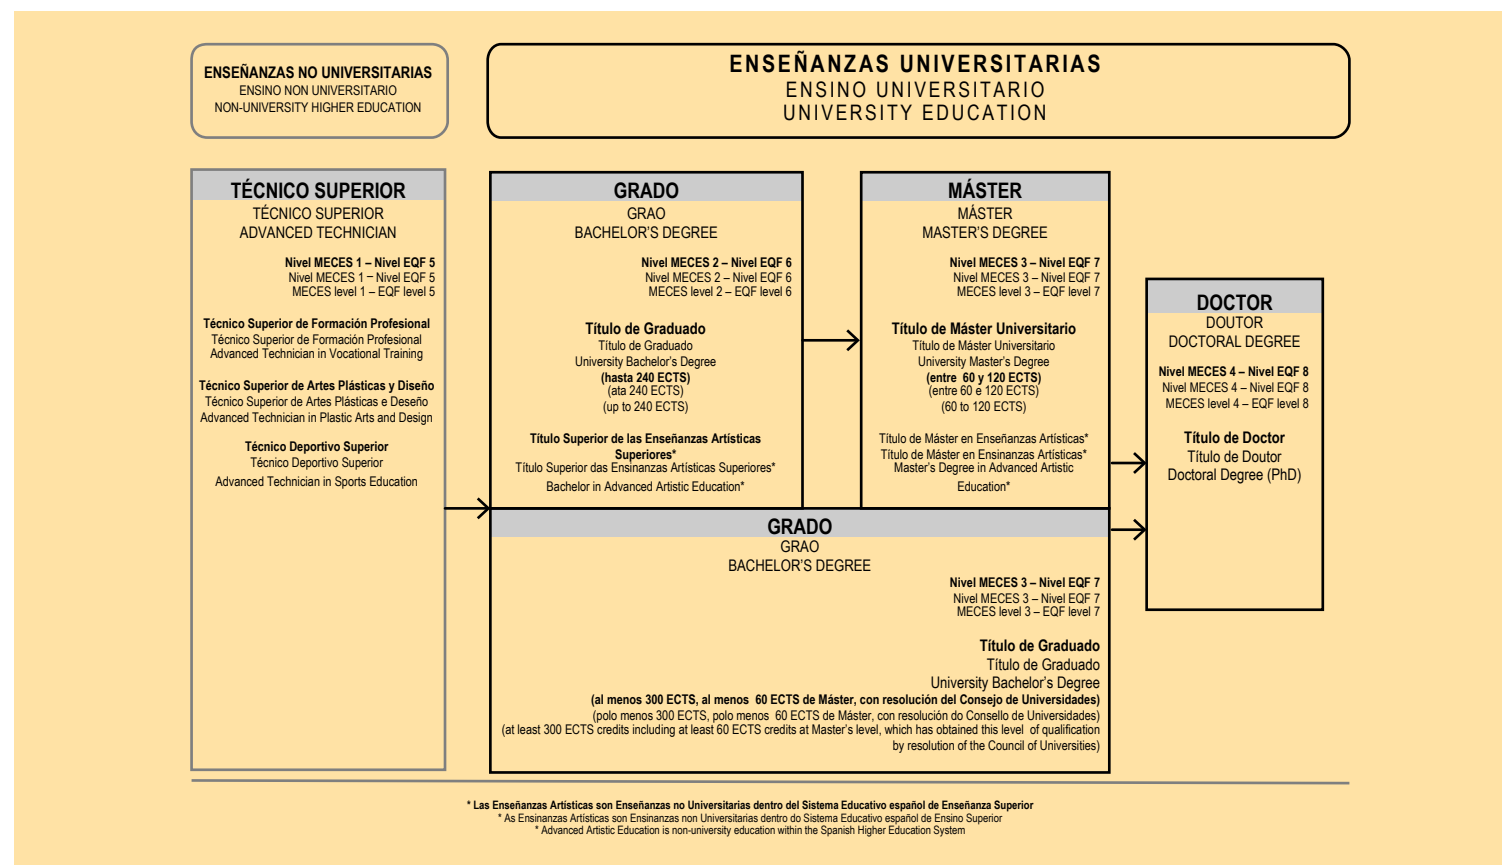 ENSEÑANZAS NO UNIVERSITARIAS
ENSINO NON UNIVERSITARIO
NON-UNIVERSITY HIGHER EDUCATION
ENSEÑANZAS UNIVERSITARIAS
ENSINO UNIVERSITARIO
UNIVERSITY EDUCATION
TÉCNICO SUPERIOR
TÉCNICO SUPERIOR
ADVANCED TECHNICIAN
Nivel MECES 1 – Nivel EQF 5
Nivel MECES 1 – Nivel EQF 5
MECES level 1 – EQF level 5
Técnico Superior de Formación Profesional
Técnico Superior de Formación Profesional
Advanced Technician in Vocational Training
Técnico Superior de Artes Plásticas y Diseño
Técnico Superior de Artes Plásticas e Deseño
Advanced Technician in Plastic Arts and Design
Técnico Deportivo Superior
Técnico Deportivo Superior
Advanced Technician in Sports Education
GRADO
GRAO
BACHELOR'S DEGREE
Nivel MECES 2 – Nivel EQF 6
Nivel MECES 2 – Nivel EQF 6
MECES level 2 – EQF level 6
Título de Graduado
Título de Graduado
University Bachelor's Degree
(hasta 240 ECTS)
(ata 240 ECTS)
(up to 240 ECTS)
Título Superior de las Enseñanzas Artísticas
Superiores*
Título Superior das Ensinanzas Artísticas Superiores*
Bachelor in Advanced Artistic Education*
MÁSTER
MÁSTER
MASTER'S DEGREE
Nivel MECES 3 – Nivel EQF 7
Nivel MECES 3 – Nivel EQF 7
MECES level 3 – EQF level 7
Título de Máster Universitario
Título de Máster Universitario
University Master's Degree
(entre 60 y 120 ECTS)
(entre 60 e 120 ECTS)
(60 to 120 ECTS)
Título de Máster en Enseñanzas Artísticas*
Título de Máster en Ensinanzas Artísticas*
Master's Degree in Advanced Artistic
Education*
GRADO
GRAO
BACHELOR'S DEGREE
Nivel MECES 3 – Nivel EQF 7
Nivel MECES 3 – Nivel EQF 7
MECES level 3 – EQF level 7
Título de Graduado
Título de Graduado
University Bachelor's Degree
(al menos 300 ECTS, al menos 60 ECTS de Máster, con resolución del Consejo de Universidades)
(polo menos 300 ECTS, polo menos 60 ECTS de Máster, con resolución do Consello de Universidades)
(at least 300 ECTS credits including at least 60 ECTS credits at Master's level, which has obtained this level of qualification
by resolution of the Council of Universities)
DOCTOR
DOUTOR
DOCTORAL DEGREE
Nivel MECES 4 – Nivel EQF 8
Nivel MECES 4 – Nivel EQF 8
MECES level 4 – EQF level 8
Título de Doctor
Título de Doutor
Doctoral Degree (PhD)
* Las Enseñanzas Artísticas son Enseñanzas no Universitarias dentro del Sistema Educativo español de Enseñanza Superior
* As Ensinanzas Artísticas son Ensinanzas non Universitarias dentro do Sistema Educativo español de Ensino Superior
* Advanced Artistic Education is non-university education within the Spanish Higher Education System